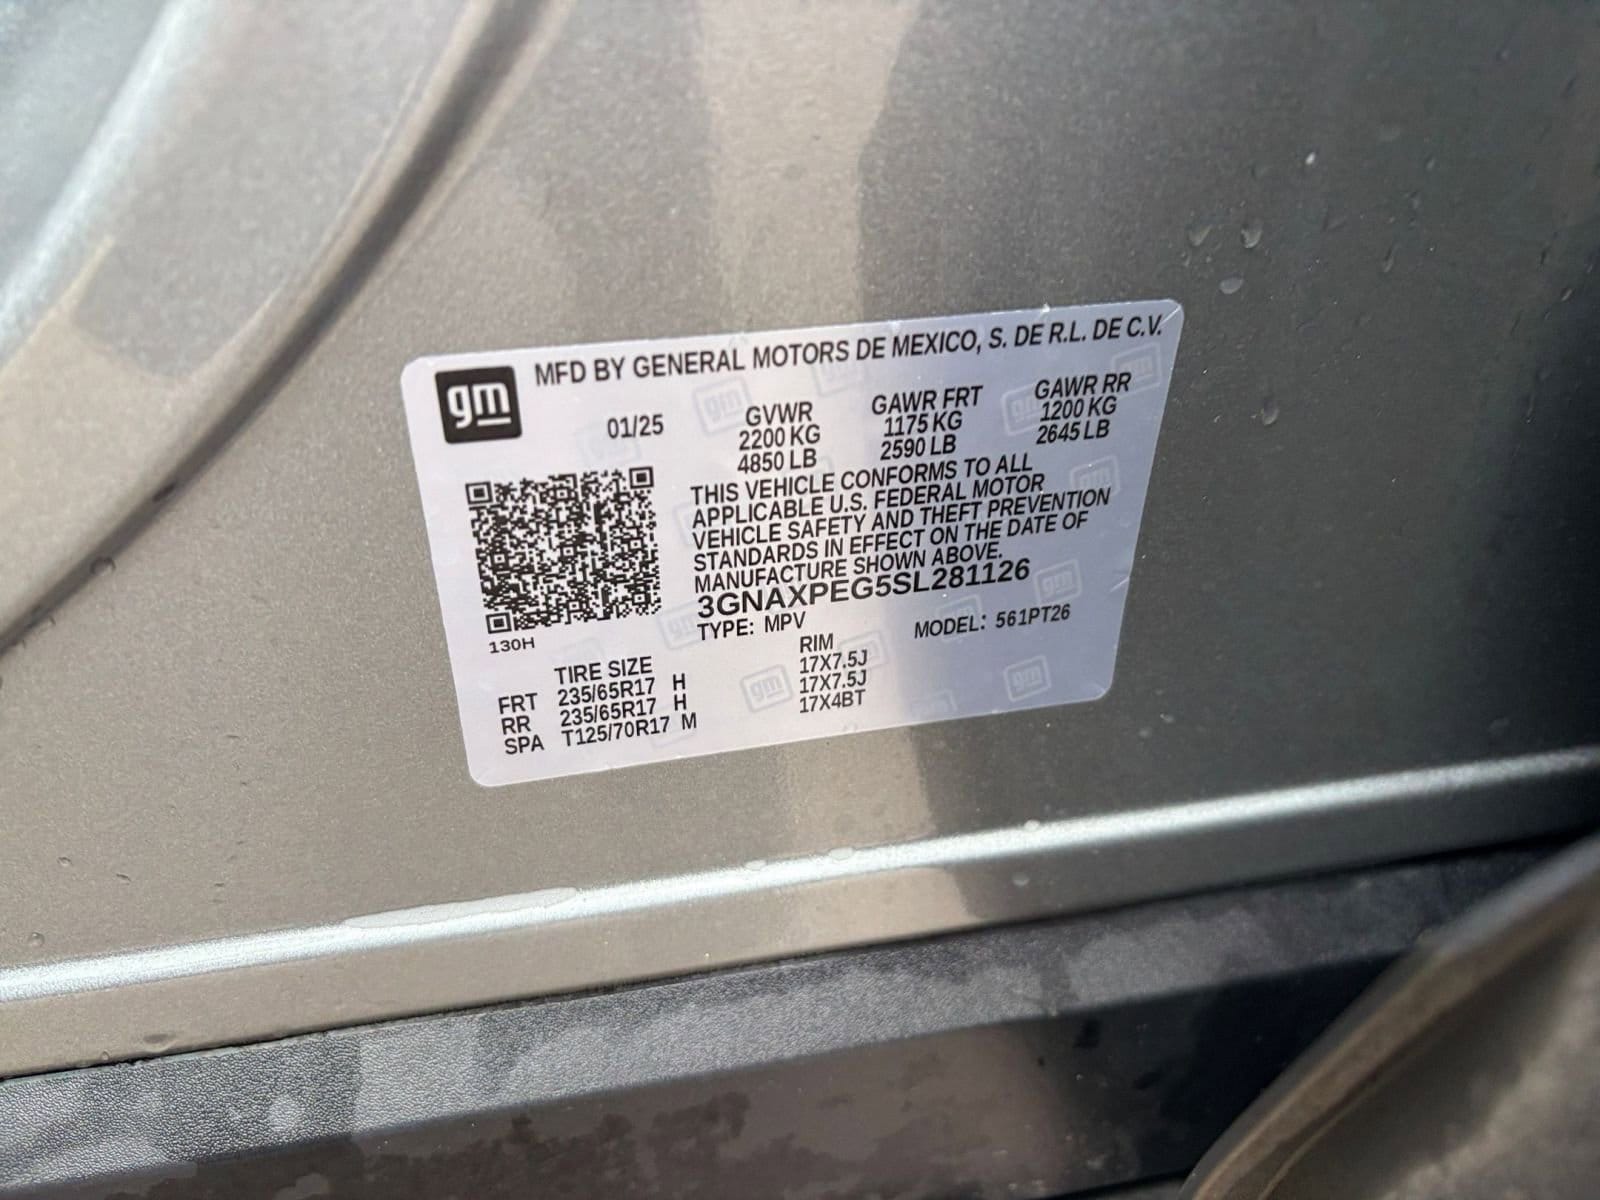 gm
MFD BY GENERAL MOTORS DE MEXICO, S. DE R.L. DE C.V.
01/25
GVWR GAWR FRT GAWR RR
2200 KG 1175 KG 1200 KG
4850 LB 2590 LB 2645 LB
THIS VEHICLE CONFORMS TO ALL
APPLICABLE U.S. FEDERAL MOTOR
VEHICLE SAFETY AND THEFT PREVENTION
STANDARDS IN EFFECT ON THE DATE OF
MANUFACTURE SHOWN ABOVE.
3GNAXPEG5SL281126
TYPE: MPV MODEL: 561PT26
130H
TIRE SIZE RIM
FRT 235/65R17 H 17X7.5J
RR 235/65R17 H 17X7.5J
SPA T125/70R17 M 17X4BT